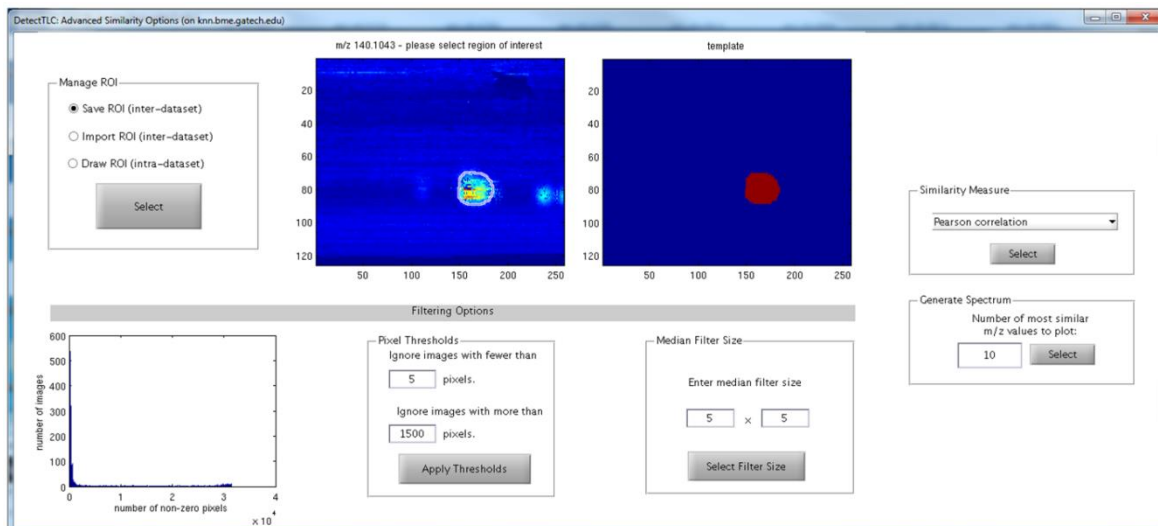 DetectTLC: Advanced Similarity Options (on knn.bme.gatech.edu)
Manage ROI
Save ROI (inter-dataset)
Import ROI (inter-dataset)
Draw ROI (intra-dataset)
Select
m/z 140.1043 - please select region of interest
20
40
60
80
100
120
50 100 150 200 250
template
20
40
60
80
100
120
50 100 150 200 250
Similarity Measure
Pearson correlation
Select
Generate Spectrum
Number of most similar
m/z values to plot:
10 Select
Filtering Options
number of images
600
500
400
300
200
100
0
0 1 2 3 4
number of non-zero pixels
× 10⁴
Pixel Thresholds
Ignore images with fewer than
5 pixels.
Ignore images with more than
1500 pixels.
Apply Thresholds
Median Filter Size
Enter median filter size
5 × 5
Select Filter Size